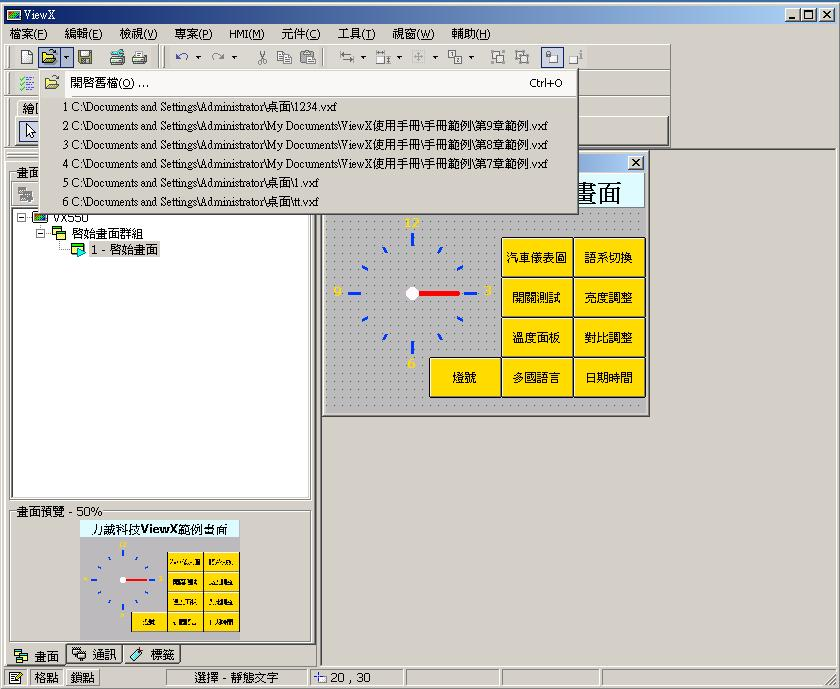 ViewX
檔案(F) 編輯(E) 檢視(V) 專案(P) HMI(M) 元件(C) 工具(T) 視窗(W) 輔助(H)
開啓舊檔(O) ... Ctrl+O
繪
1 C:\Documents and Settings\Administrator\桌面\1234.vxf
2 C:\Documents and Settings\Administrator\My Documents\ViewX使用手冊\手冊範例\第9章範例.vxf
3 C:\Documents and Settings\Administrator\My Documents\ViewX使用手冊\手冊範例\第8章範例.vxf
4 C:\Documents and Settings\Administrator\My Documents\ViewX使用手冊\手冊範例\第7章範例.vxf
5 C:\Documents and Settings\Administrator\桌面\1.vxf
6 C:\Documents and Settings\Administrator\桌面\tt.vxf
畫面
畫面
VX550
啓始畫面群組
1 - 啓始畫面
12
9
3
6
汽車儀表圖 語系切換
開關測試 亮度調整
溫度面板 對比調整
燈號 多國語言 日期時間
畫面預覽 - 50%
力誠科技ViewX範例畫面
燈號
日期時間
畫面 通訊 標籤
格點 鎖點 選擇 - 靜態文字 20 , 30